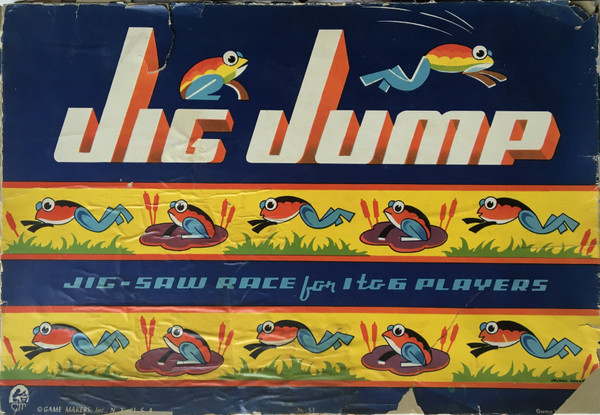 JIG JUMP
JIG-SAW RACE for 1 to 6 PLAYERS
© GAME MAKERS, Inc., N.Y. U.S.A.